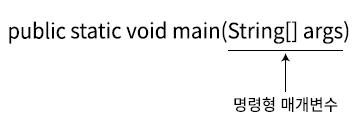 public static void main(String[] args)
명령형 매개변수